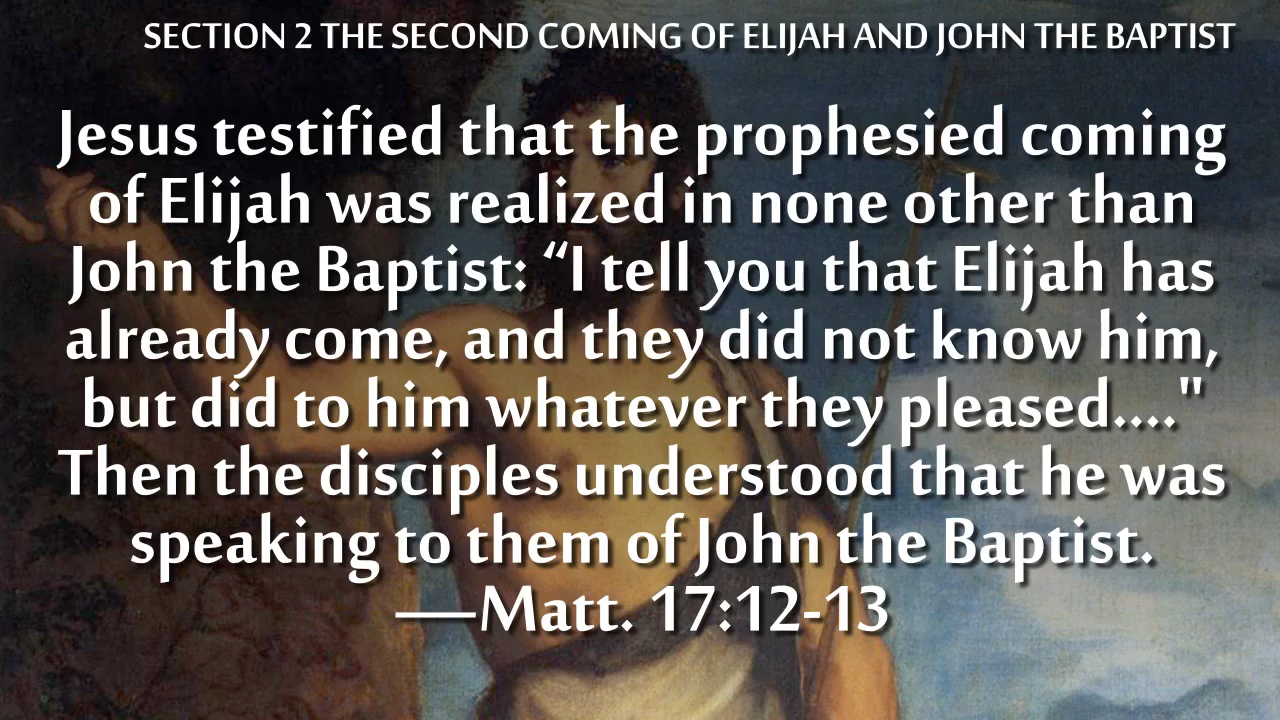 SECTION 2 THE SECOND COMING OF ELIJAH AND JOHN THE BAPTIST
Jesus testified that the prophesied coming
of Elijah was realized in none other than
John the Baptist: “I tell you that Elijah has
already come, and they did not know him,
but did to him whatever they pleased...."
Then the disciples understood that he was
speaking to them of John the Baptist.
—Matt. 17:12-13